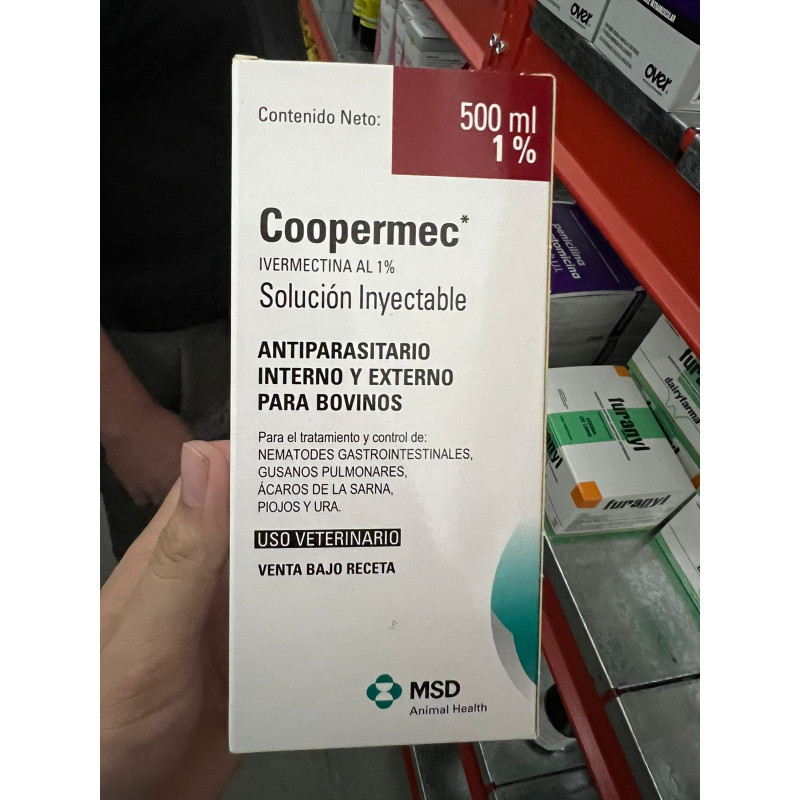 Contenido Neto:
500 ml
1 %
Coopermec*
IVERMECTINA AL 1%
Solución Inyectable
ANTIPARASITARIO
INTERNO Y EXTERNO
PARA BOVINOS
Para el tratamiento y control de:
NEMATODES GASTROINTESTINALES,
GUSANOS PULMONARES,
ÁCAROS DE LA SARNA,
PIOJOS Y URA.
USO VETERINARIO
VENTA BAJO RECETA
MSD
Animal Health
over
over
penicilina
furanyl
furanyl
dairyfarma